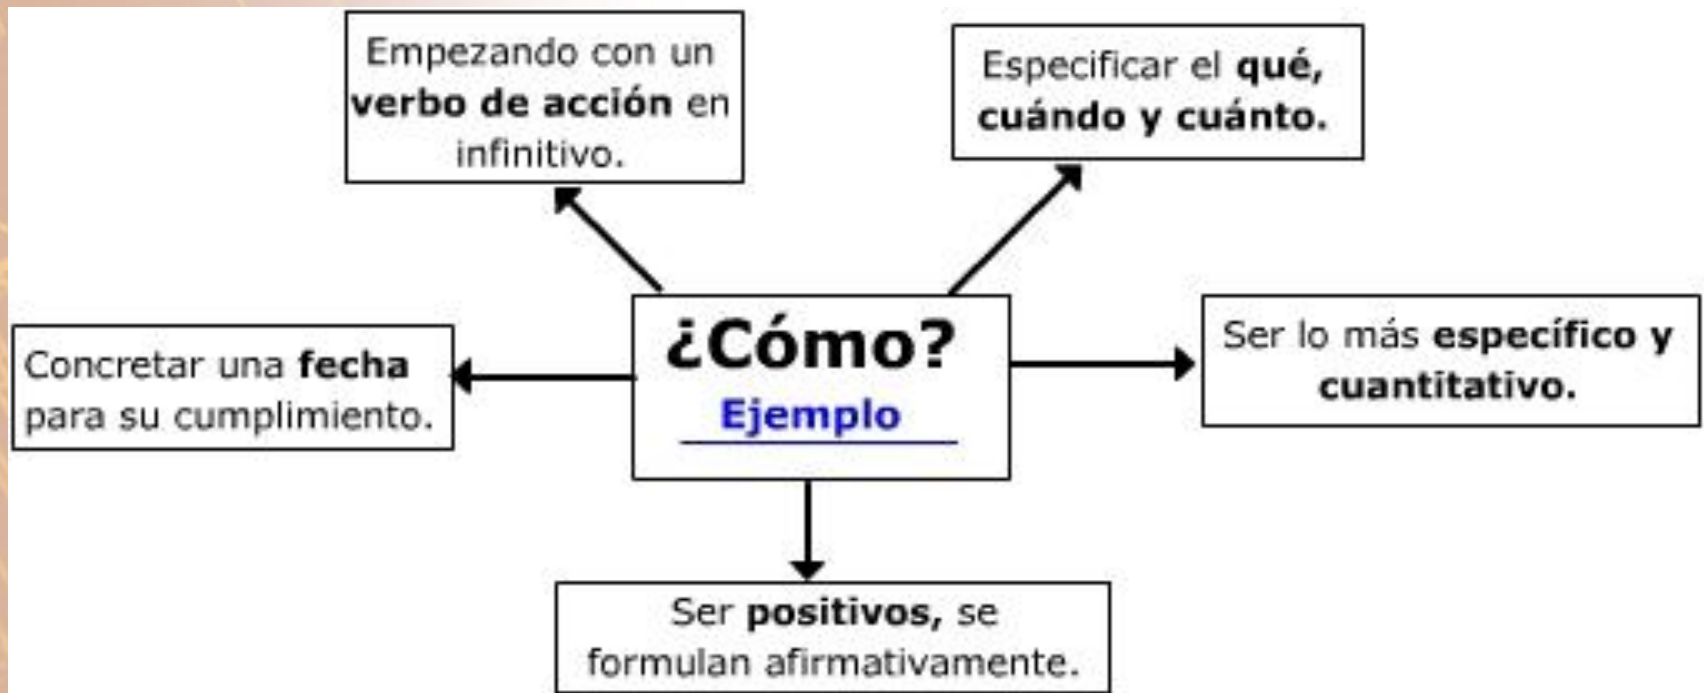 Empezando con un
verbo de acción en
infinitivo.
Especificar el qué,
cuándo y cuánto.
¿Cómo?
Ejemplo
Concretar una fecha
para su cumplimiento.
Ser lo más específico y
cuantitativo.
Ser positivos, se
formulan afirmativamente.